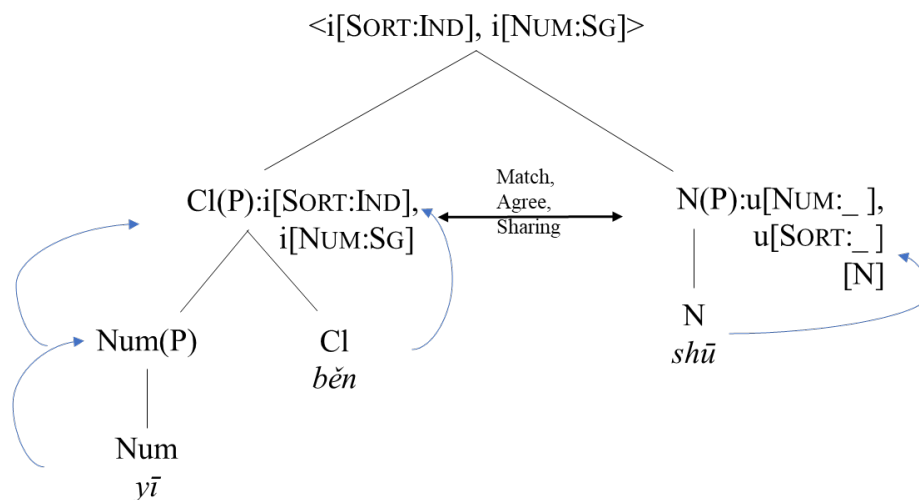 <i[SORT:IND], i[NUM:SG]>
Cl(P):i[SORT:IND],
i[NUM:SG]
Match,
Agree,
Sharing
N(P):u[NUM:_ ],
u[SORT:_ ]
[N]
Num(P)
Cl
běn
N
shū
Num
yī